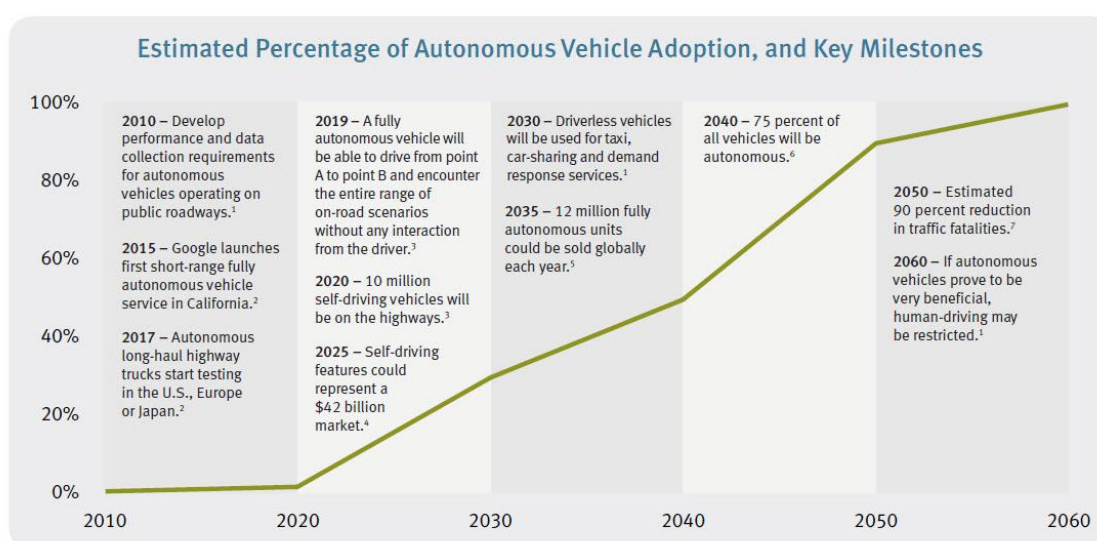 Estimated Percentage of Autonomous Vehicle Adoption, and Key Milestones
100%
80%
60%
40%
20%
0%
2010 – Develop
performance and data
collection requirements
for autonomous
vehicles operating on
public roadways.¹
2015 – Google launches
first short-range fully
autonomous vehicle
service in California.²
2017 – Autonomous
long-haul highway
trucks start testing
in the U.S., Europe
or Japan.²
2019 – A fully
autonomous vehicle will
be able to drive from point
A to point B and encounter
the entire range of
on-road scenarios
without any interaction
from the driver.³
2020 – 10 million
self-driving vehicles will
be on the highways.³
2025 – Self-driving
features could
represent a
$42 billion
market.⁴
2030 – Driverless vehicles
will be used for taxi,
car-sharing and demand
response services.¹
2035 – 12 million fully
autonomous units
could be sold globally
each year.⁵
2040 – 75 percent of
all vehicles will be
autonomous.⁶
2050 – Estimated
90 percent reduction
in traffic fatalities.⁷
2060 – If autonomous
vehicles prove to be
very beneficial,
human-driving may
be restricted.¹
2010 2020 2030 2040 2050 2060